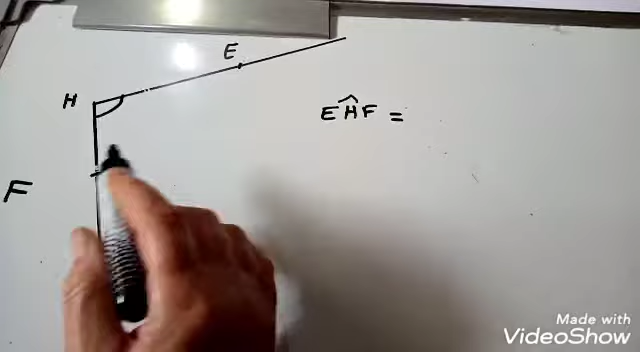 E
H
EĤF =
F
Made with
VideoShow